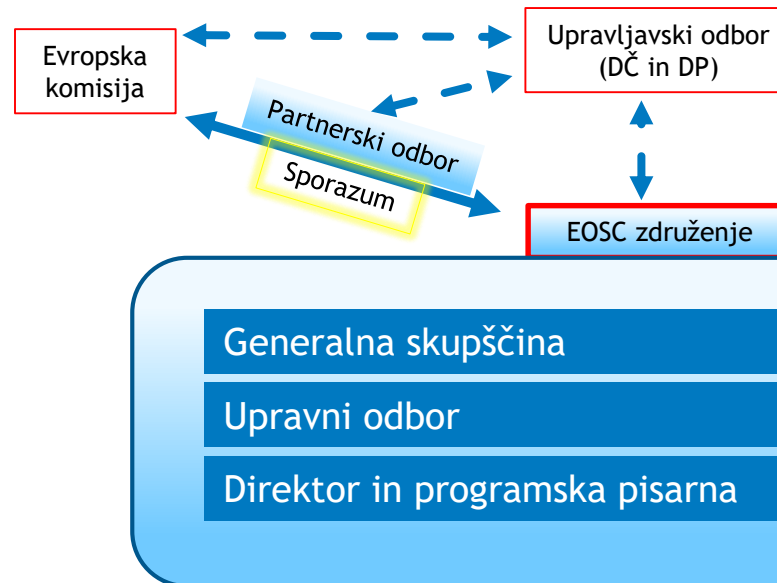 Evropska
komisija
Upravljavski odbor
(DČ in DP)
Partnerski odbor
Sporazum
EOSC združenje
Generalna skupščina
Upravni odbor
Direktor in programska pisarna